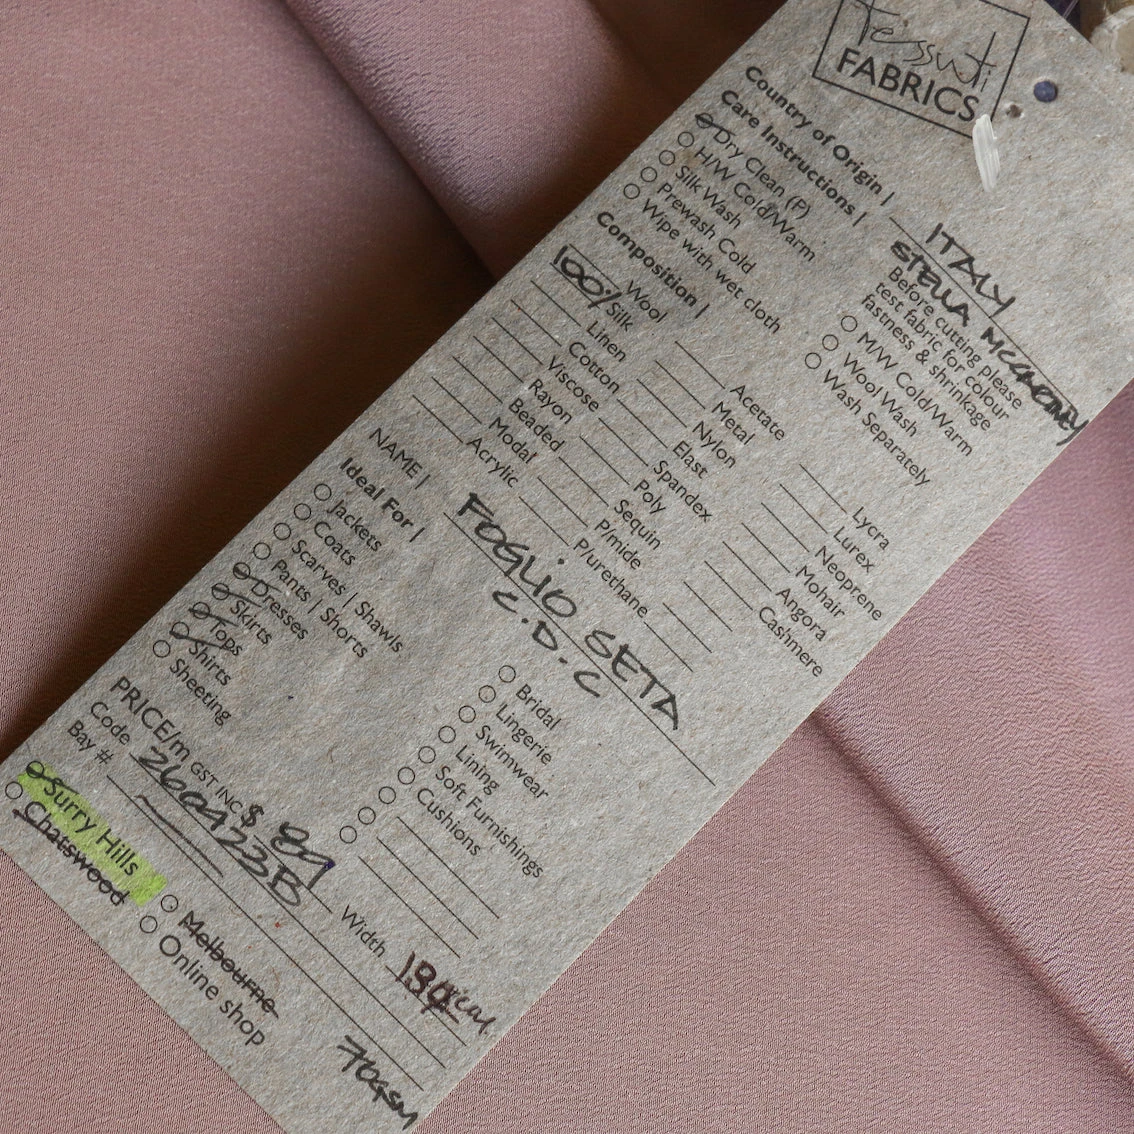 Tessuti
FABRICS
Country of Origin | ITALY
Care Instructions | STELLA MCCARTNEY
Dry Clean (P)
H/W Cold/Warm
Silk Wash
Prewash Cold
Wipe with wet cloth
Before cutting please
test fabric for colour
fastness & shrinkage
M/W Cold/Warm
Wool Wash
Wash Separately
Composition |
Wool
100% Silk
Linen
Cotton
Viscose
Rayon
Beaded
Modal
Acrylic
Acetate
Metal
Nylon
Elast
Spandex
Poly
Sequin
P/mide
P/urethane
Lycra
Lurex
Neoprene
Mohair
Angora
Cashmere
NAME | FOGLIO SETA
C.D.C
Ideal For |
Jackets
Coats
Scarves | Shawls
Pants | Shorts
Dresses
Skirts
Tops
Shirts
Sheeting
Bridal
Lingerie
Swimwear
Lining
Soft Furnishings
Cushions
PRICE/m GST INC $ 89
Code
Width
Bay #
Surry Hills
Chatswood
Melbourne
Online shop
70GSM